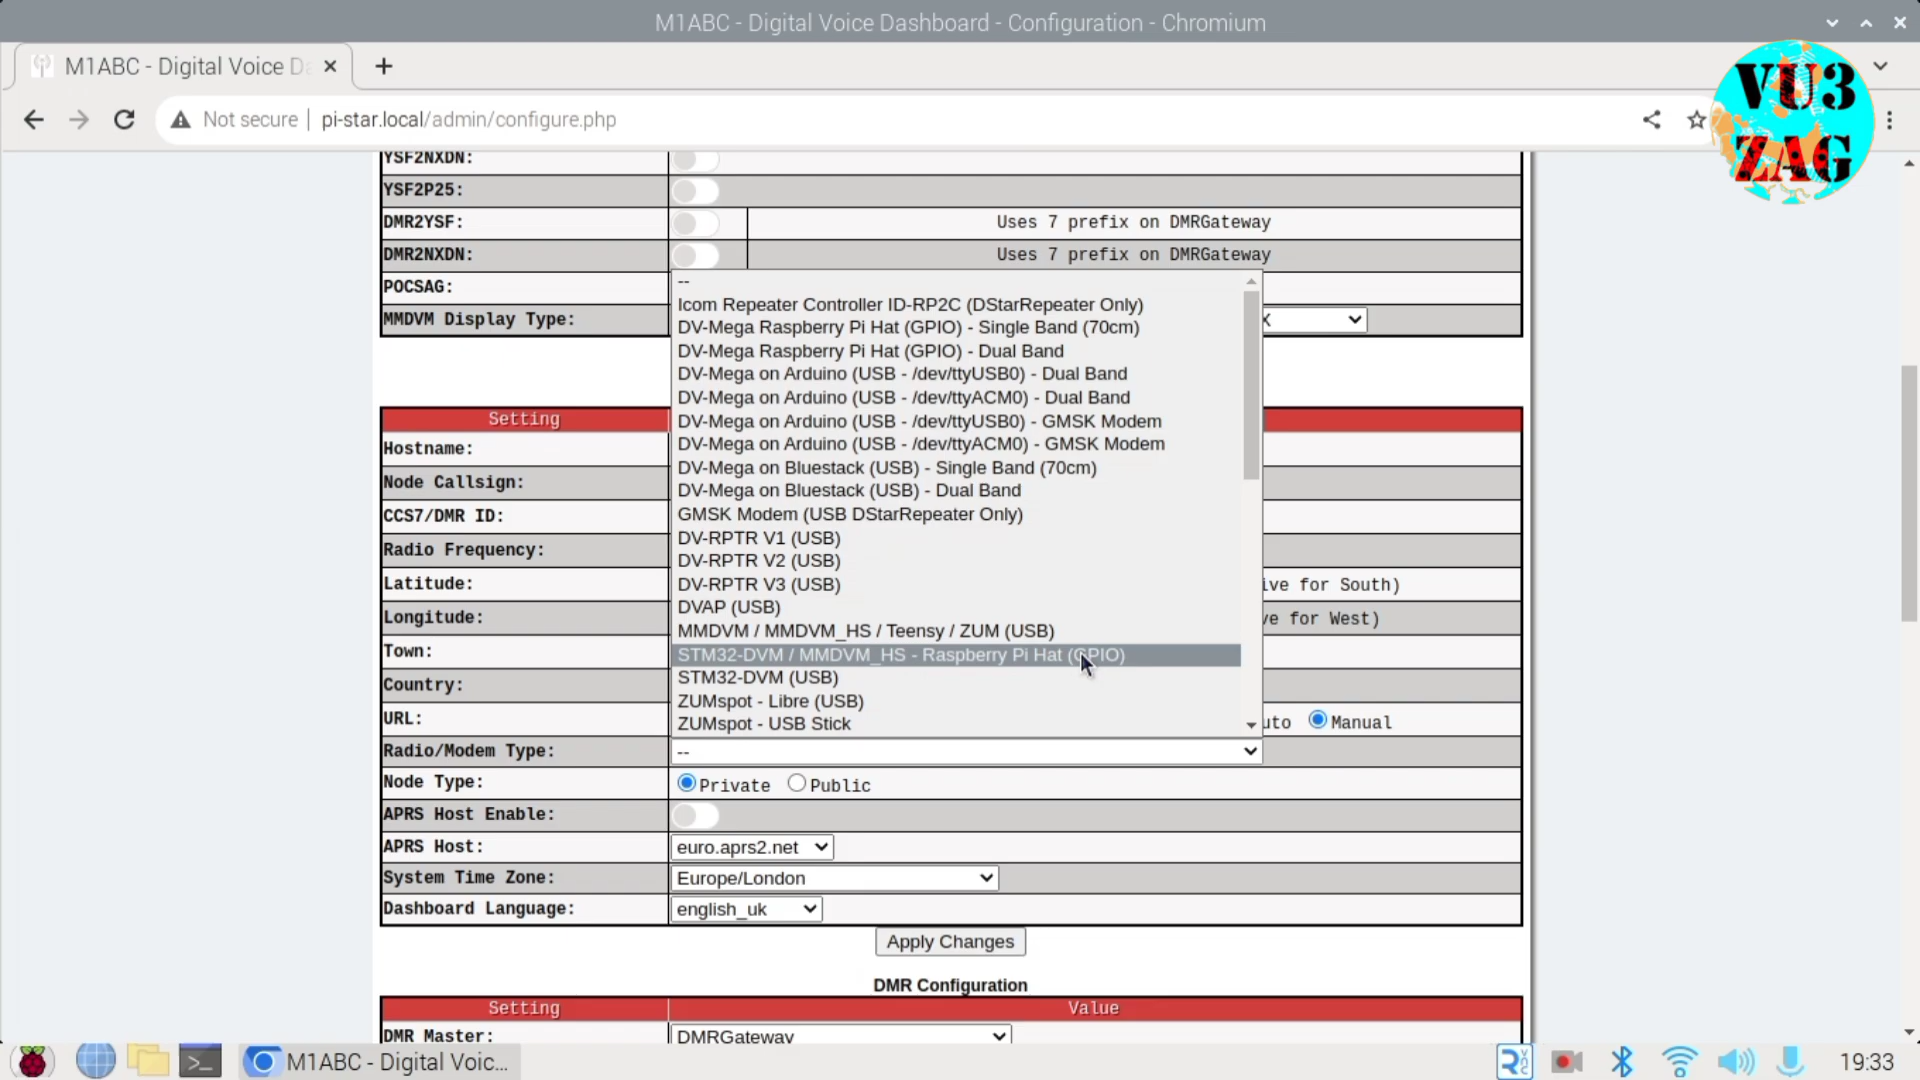 M1ABC - Digital Voice Dashboard - Configuration - Chromium
M1ABC - Digital Voice Da
Not secure | pi-star.local/admin/configure.php
VU3
ZAG
YSF2NXDN:
YSF2P25:
DMR2YSF: Uses 7 prefix on DMRGateway
DMR2NXDN: Uses 7 prefix on DMRGateway
POCSAG:
MMDVM Display Type: X
--
Icom Repeater Controller ID-RP2C (DStarRepeater Only)
DV-Mega Raspberry Pi Hat (GPIO) - Single Band (70cm)
DV-Mega Raspberry Pi Hat (GPIO) - Dual Band
DV-Mega on Arduino (USB - /dev/ttyUSB0) - Dual Band
DV-Mega on Arduino (USB - /dev/ttyACM0) - Dual Band
DV-Mega on Arduino (USB - /dev/ttyUSB0) - GMSK Modem
DV-Mega on Arduino (USB - /dev/ttyACM0) - GMSK Modem
DV-Mega on Bluestack (USB) - Single Band (70cm)
DV-Mega on Bluestack (USB) - Dual Band
GMSK Modem (USB DStarRepeater Only)
DV-RPTR V1 (USB)
DV-RPTR V2 (USB)
DV-RPTR V3 (USB)
DVAP (USB)
MMDVM / MMDVM_HS / Teensy / ZUM (USB)
STM32-DVM / MMDVM_HS - Raspberry Pi Hat (GPIO)
STM32-DVM (USB)
ZUMspot - Libre (USB)
ZUMspot - USB Stick
Setting
Hostname:
Node Callsign:
CCS7/DMR ID:
Radio Frequency:
Latitude: ive for South)
Longitude: ve for West)
Town:
Country:
URL: uto Manual
Radio/Modem Type: --
Node Type: Private Public
APRS Host Enable:
APRS Host: euro.aprs2.net
System Time Zone: Europe/London
Dashboard Language: english_uk
Apply Changes
DMR Configuration
Setting Value
DMR Master: DMRGateway
M1ABC - Digital Voic...
19:33